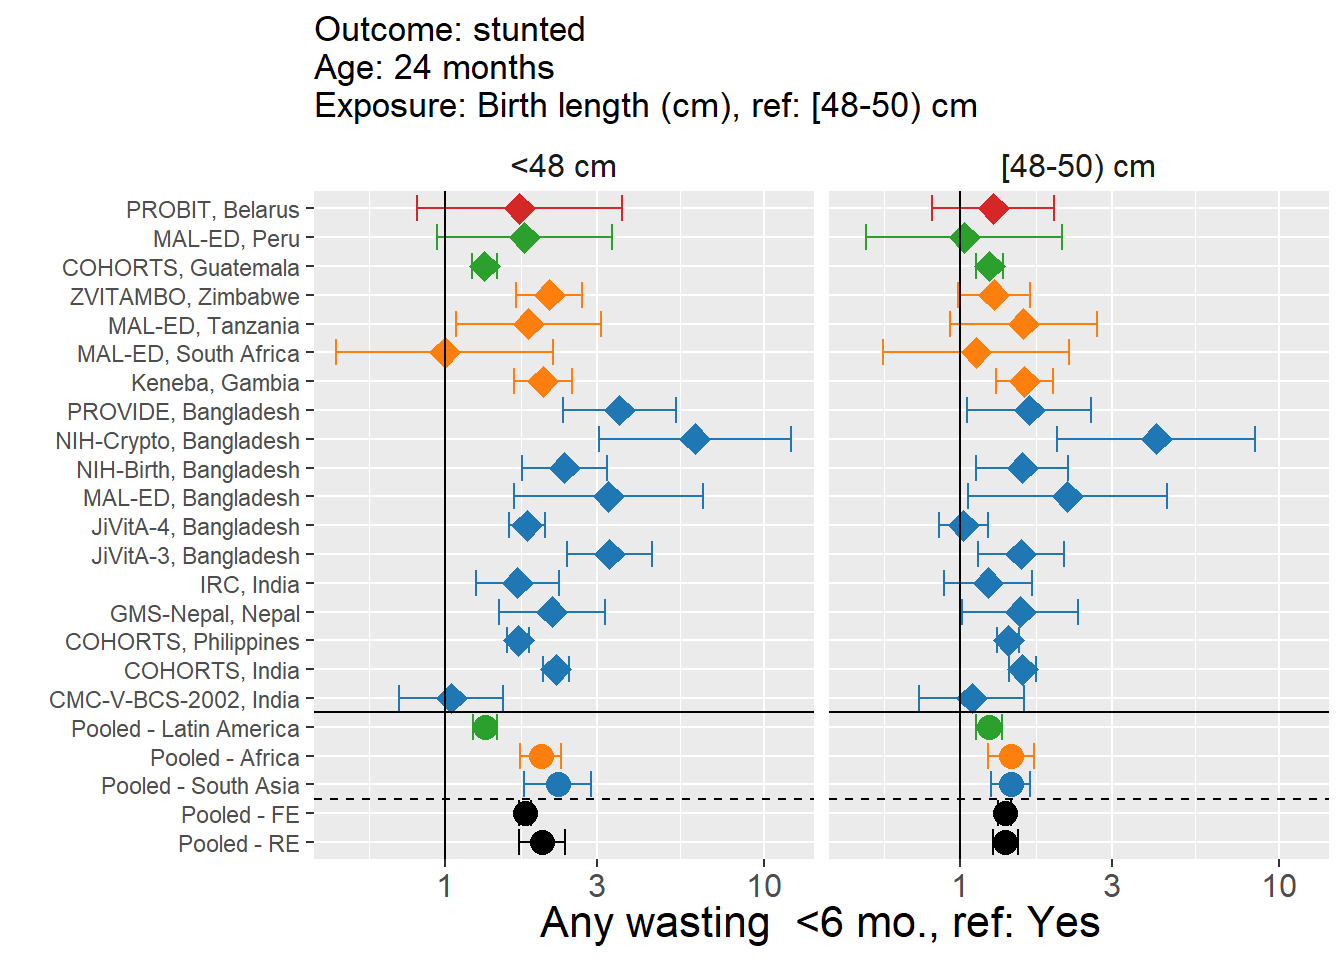 Outcome: stunted
Age: 24 months
Exposure: Birth length (cm), ref: [48-50) cm
<48 cm
[48-50) cm
PROBIT, Belarus
MAL-ED, Peru
COHORTS, Guatemala
ZVITAMBO, Zimbabwe
MAL-ED, Tanzania
MAL-ED, South Africa
Keneba, Gambia
PROVIDE, Bangladesh
NIH-Crypto, Bangladesh
NIH-Birth, Bangladesh
MAL-ED, Bangladesh
JiVitA-4, Bangladesh
JiVitA-3, Bangladesh
IRC, India
GMS-Nepal, Nepal
COHORTS, Philippines
COHORTS, India
CMC-V-BCS-2002, India
Pooled - Latin America
Pooled - Africa
Pooled - South Asia
Pooled - FE
Pooled - RE
1 3 10
1 3 10
Any wasting  <6 mo., ref: Yes